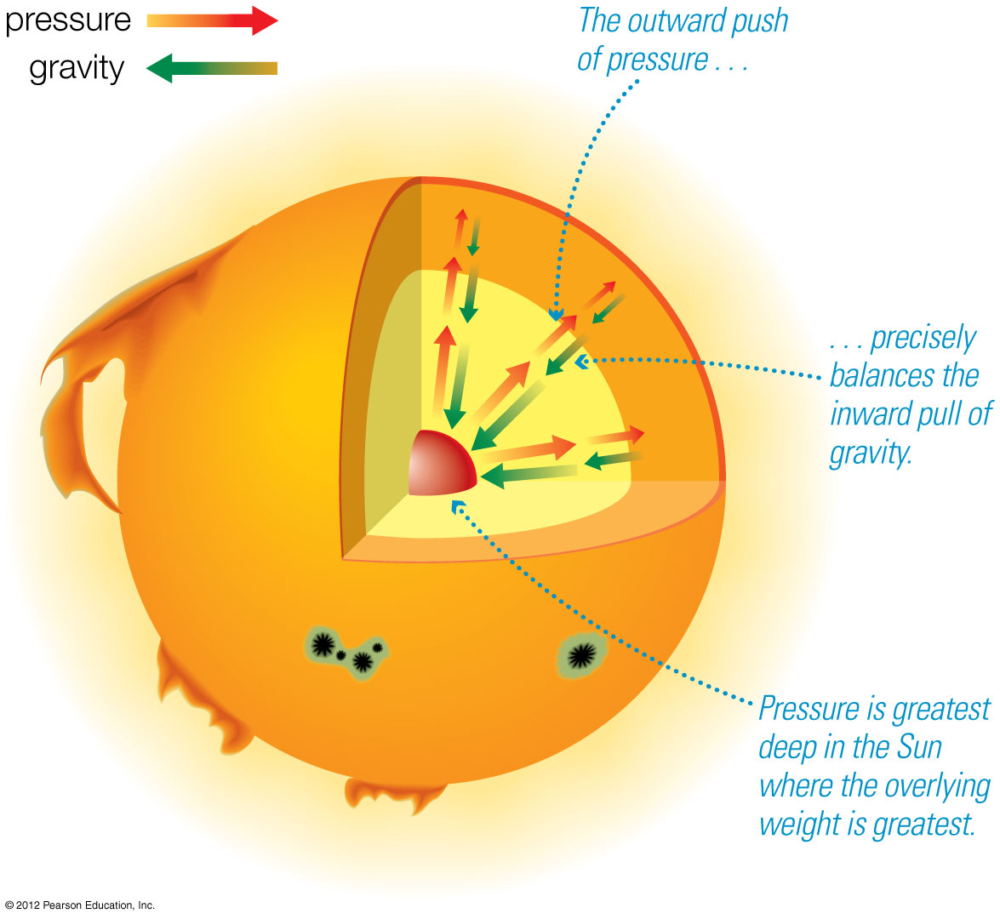 pressure
gravity
The outward push
of pressure . . .
. . . precisely
balances the
inward pull of
gravity.
Pressure is greatest
deep in the Sun
where the overlying
weight is greatest.
© 2012 Pearson Education, Inc.